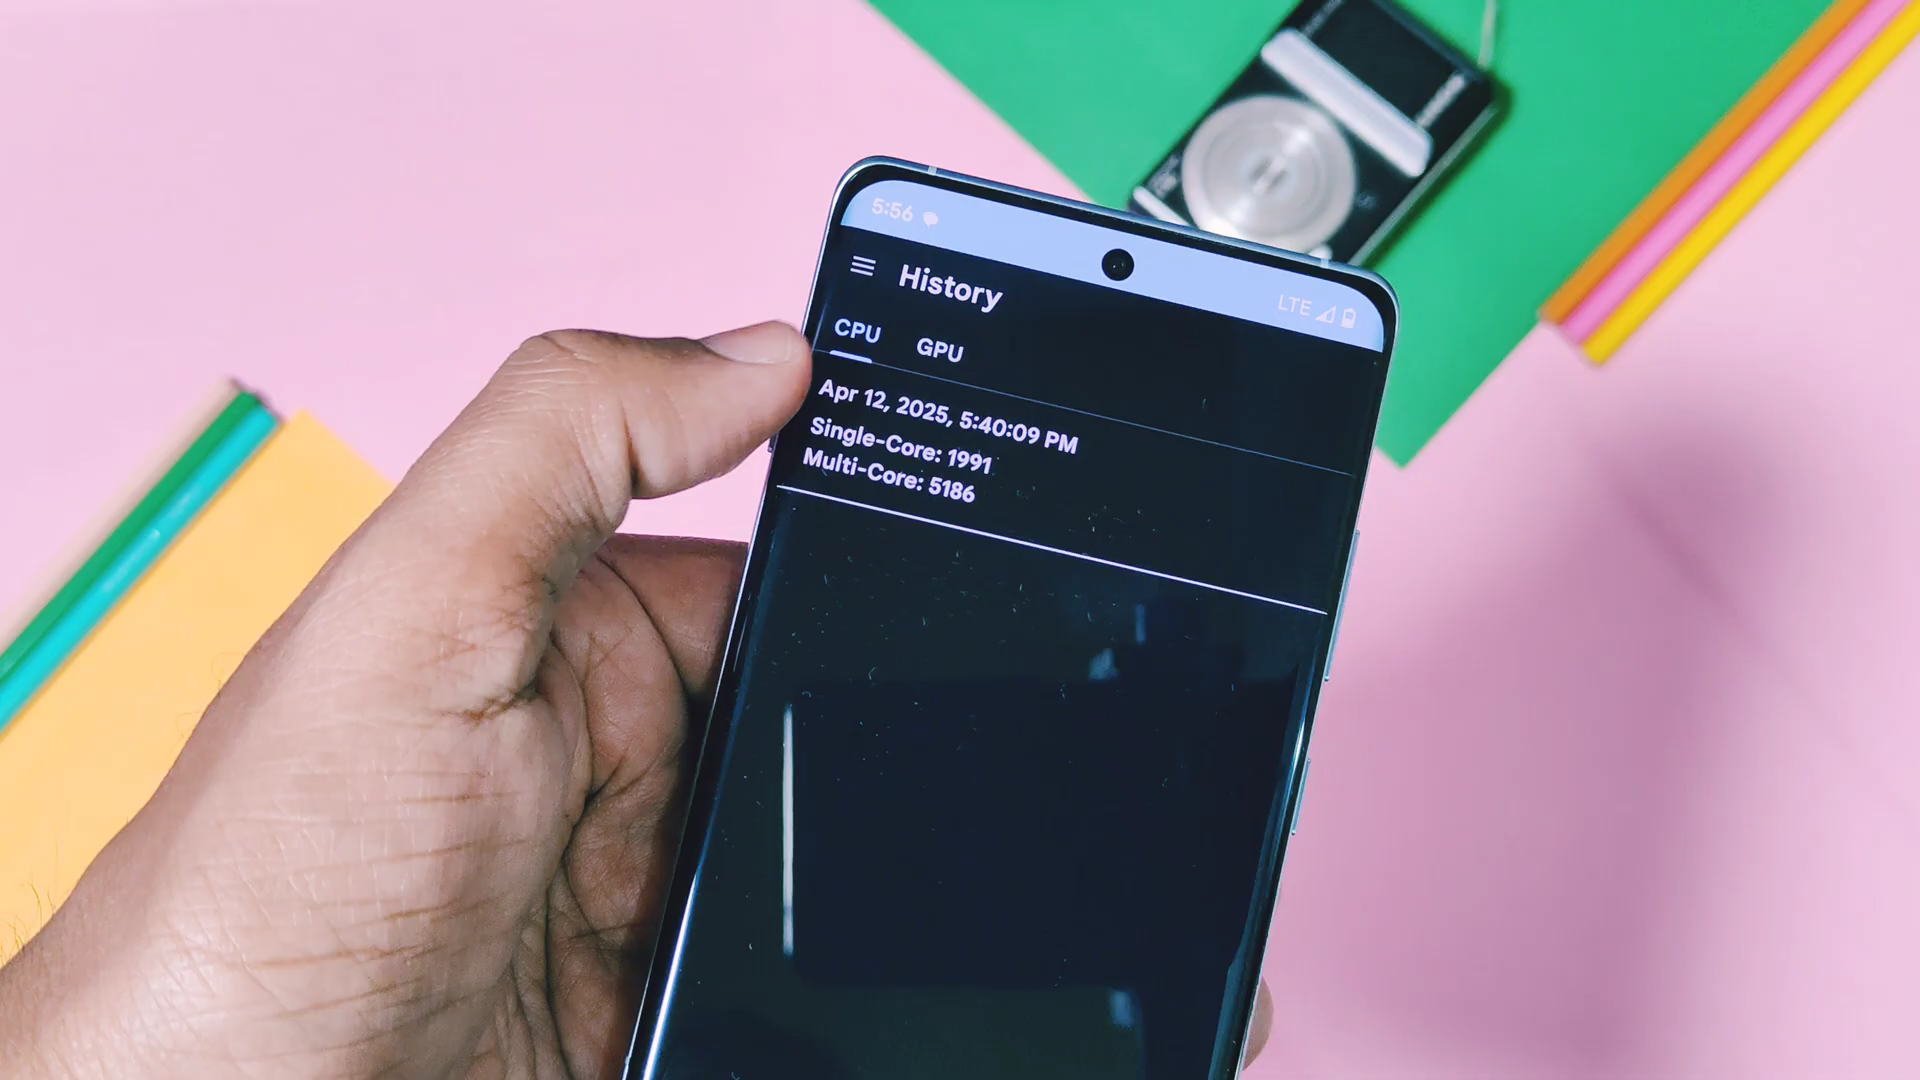 5:56
LTE
History
CPU GPU
Apr 12, 2025, 5:40:09 PM
Single-Core: 1991
Multi-Core: 5186